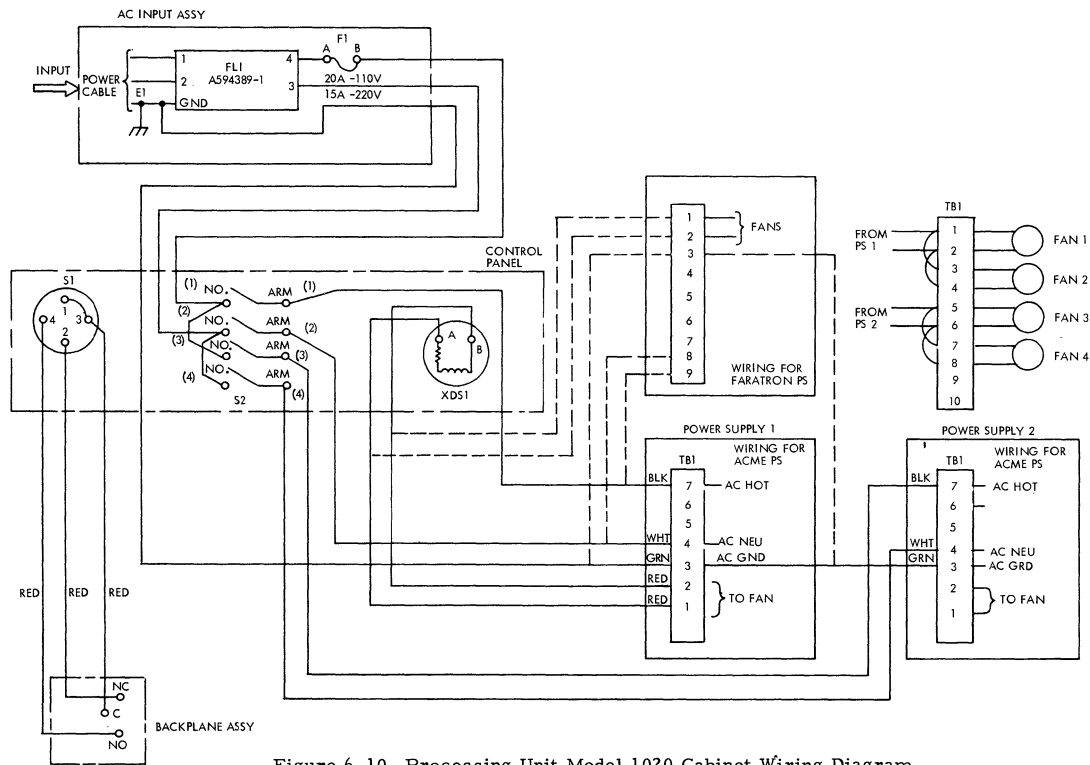 AC INPUT ASSY
INPUT
POWER
CABLE
E1
1
2
GND
FL1
A594389-1
4
3
F1
A B
20A -110V
15A -220V
CONTROL
PANEL
S1
1
4 3
2
(1) NO. ARM (1)
(2) NO. ARM (2)
(3) NO. ARM (3)
(4) NO. ARM (4)
S2
A B
XDS1
1
2
3
4
5
6
7
8
9
FANS
WIRING FOR
FARATRON PS
TB1
FROM
PS 1
FROM
PS 2
1
2
3
4
5
6
7
8
9
10
FAN 1
FAN 2
FAN 3
FAN 4
POWER SUPPLY 1
WIRING FOR
ACME PS
TB1
BLK 7 AC HOT
6
5
WHT 4 AC NEU
GRN 3 AC GND
RED 2
RED 1
TO FAN
POWER SUPPLY 2
WIRING FOR
ACME PS
TB1
BLK 7 AC HOT
6
5
WHT 4 AC NEU
GRN 3 AC GRD
2
1
TO FAN
RED RED RED
NC
C
NO
BACKPLANE ASSY
Figure 6-10. Processing Unit Model 1020 Cabinet Wiring Diagram